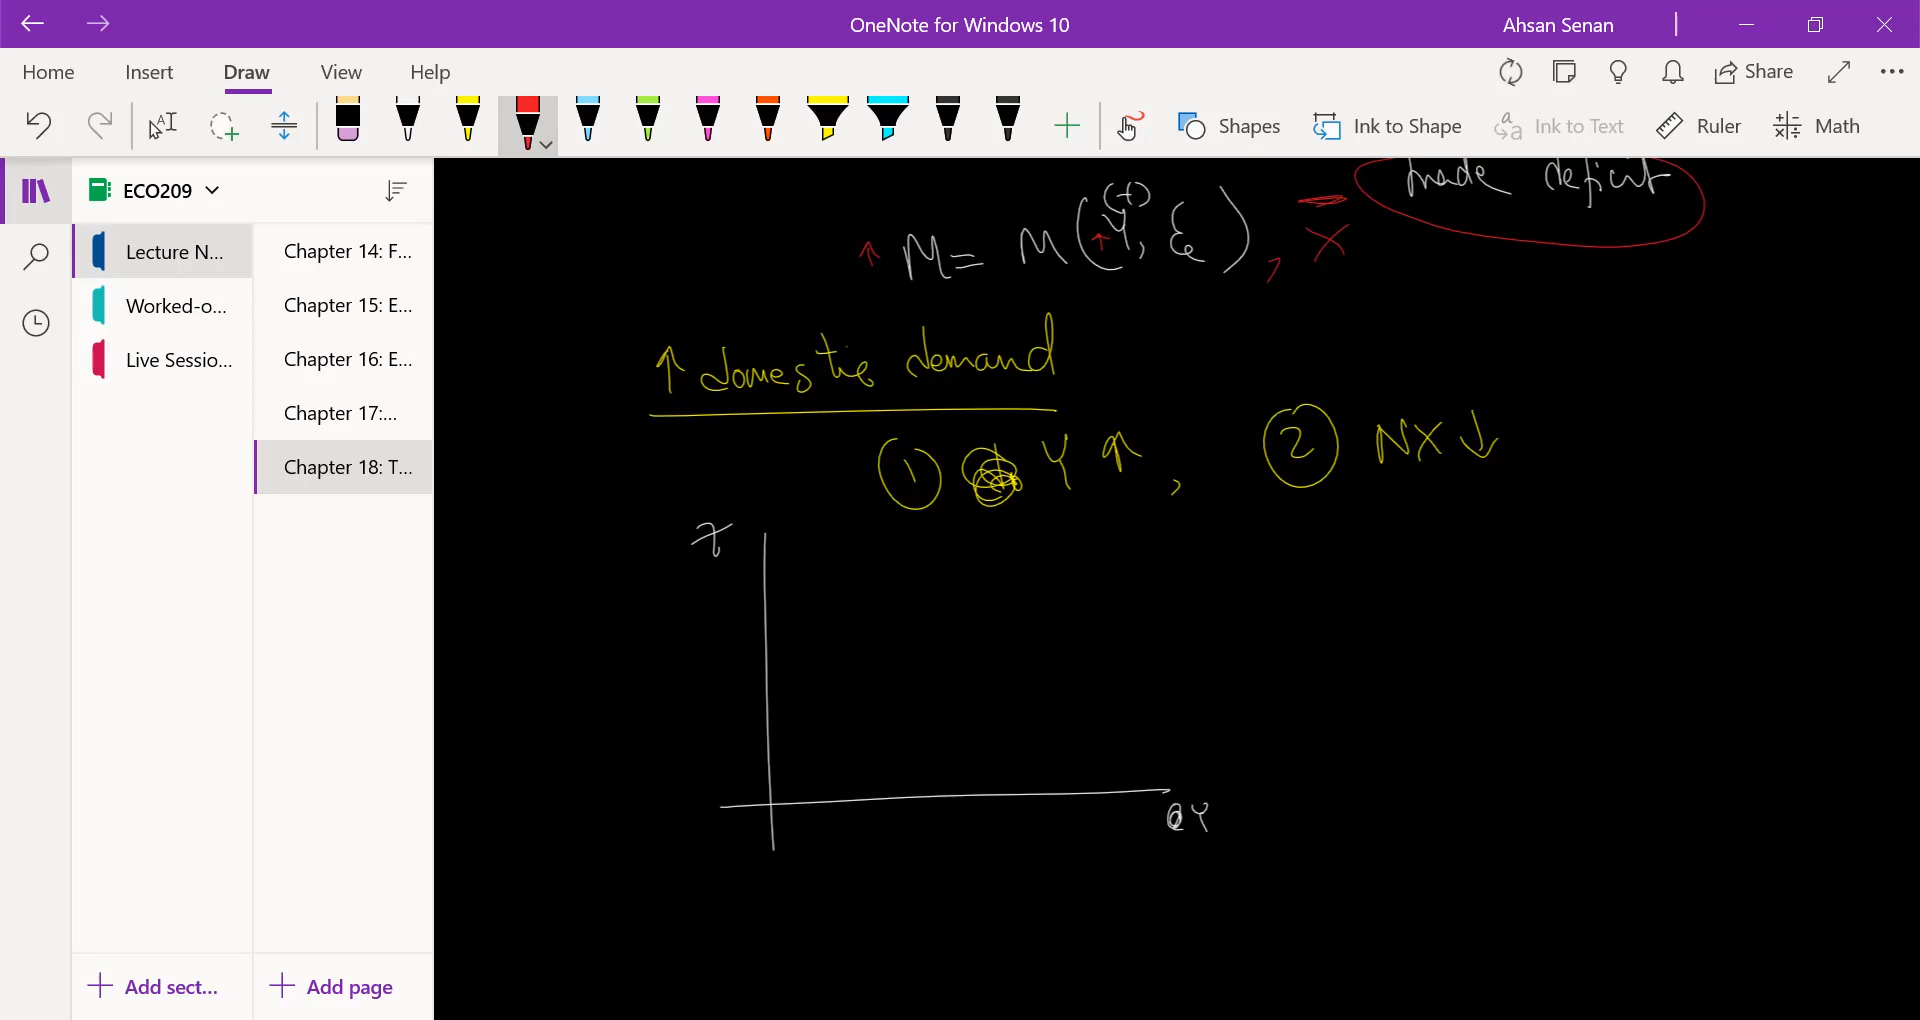 OneNote for Windows 10
Ahsan Senan
Home Insert Draw View Help
Share
Shapes Ink to Shape Ink to Text Ruler Math
ECO209
Lecture N...
Worked-o...
Live Sessio...
Chapter 14: F...
Chapter 15: E...
Chapter 16: E...
Chapter 17:...
Chapter 18: T...
Add sect...
Add page
trade deficit
(+)
↑ M = M(↑Y, ε), X
↑ domestic demand
① Y ↑, ② NX ↓
Z
Y